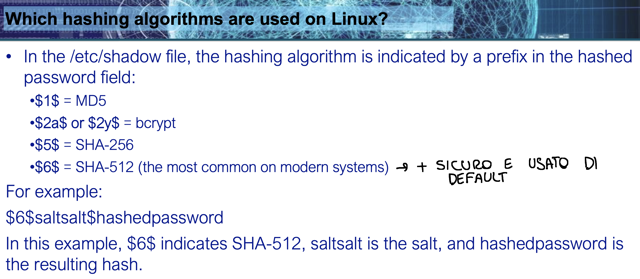 Which hashing algorithms are used on Linux?
• In the /etc/shadow file, the hashing algorithm is indicated by a prefix in the hashed
password field:
•$1$ = MD5
•$2a$ or $2y$ = bcrypt
•$5$ = SHA-256
•$6$ = SHA-512 (the most common on modern systems) → + SICURO E USATO DI
DEFAULT
For example:
$6$saltsalt$hashedpassword
In this example, $6$ indicates SHA-512, saltsalt is the salt, and hashedpassword is
the resulting hash.